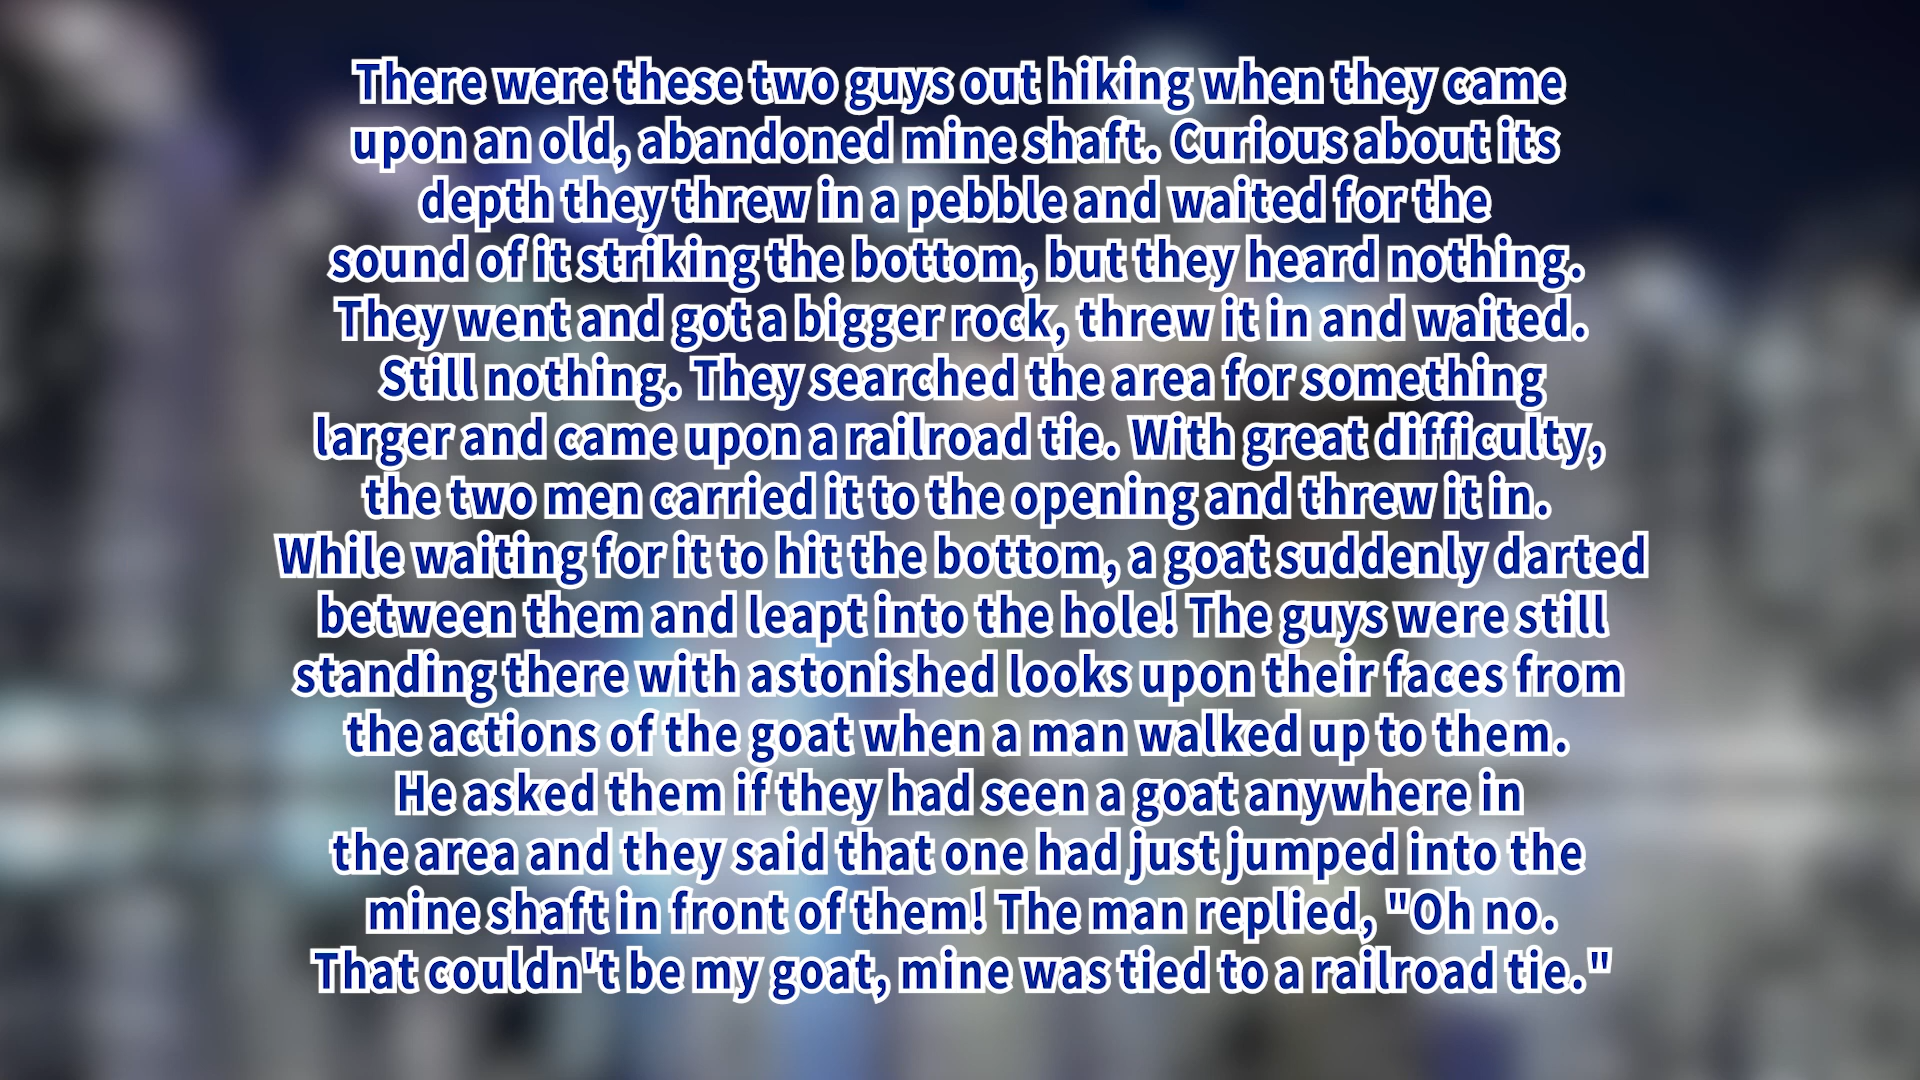 There were these two guys out hiking when they came
upon an old, abandoned mine shaft. Curious about its
depth they threw in a pebble and waited for the
sound of it striking the bottom, but they heard nothing.
They went and got a bigger rock, threw it in and waited.
Still nothing. They searched the area for something
larger and came upon a railroad tie. With great difficulty,
the two men carried it to the opening and threw it in.
While waiting for it to hit the bottom, a goat suddenly darted
between them and leapt into the hole! The guys were still
standing there with astonished looks upon their faces from
the actions of the goat when a man walked up to them.
He asked them if they had seen a goat anywhere in
the area and they said that one had just jumped into the
mine shaft in front of them! The man replied, "Oh no.
That couldn't be my goat, mine was tied to a railroad tie."